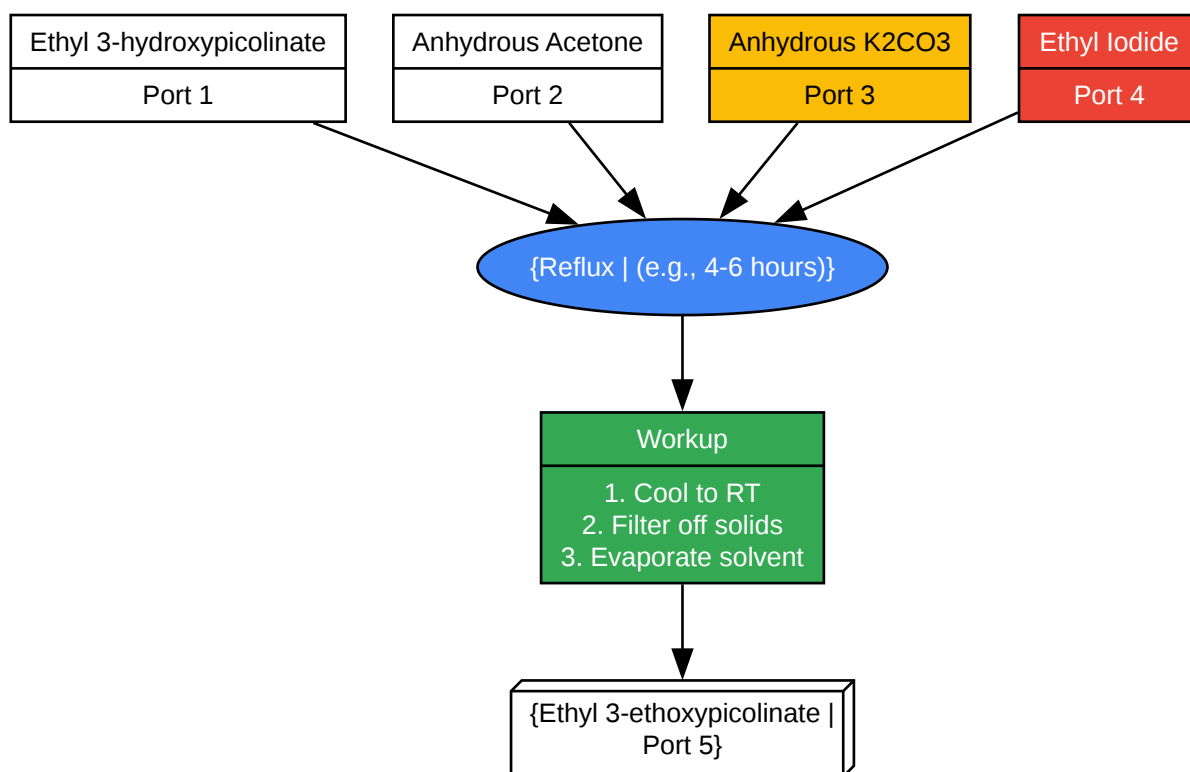 Ethyl 3-hydroxypicolinate
Port 1
Anhydrous Acetone
Port 2
Anhydrous K2CO3
Port 3
Ethyl Iodide
Port 4
{Reflux | (e.g., 4-6 hours)}
Workup
1. Cool to RT
2. Filter off solids
3. Evaporate solvent
{Ethyl 3-ethoxypicolinate |
Port 5}